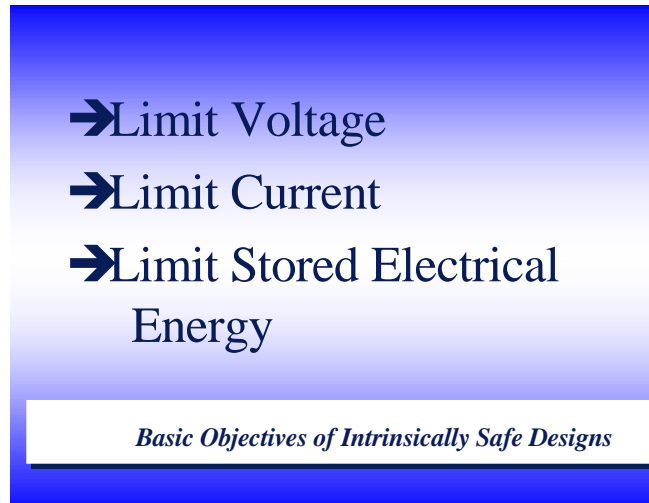 ➔Limit Voltage
➔Limit Current
➔Limit Stored Electrical
Energy
Basic Objectives of Intrinsically Safe Designs